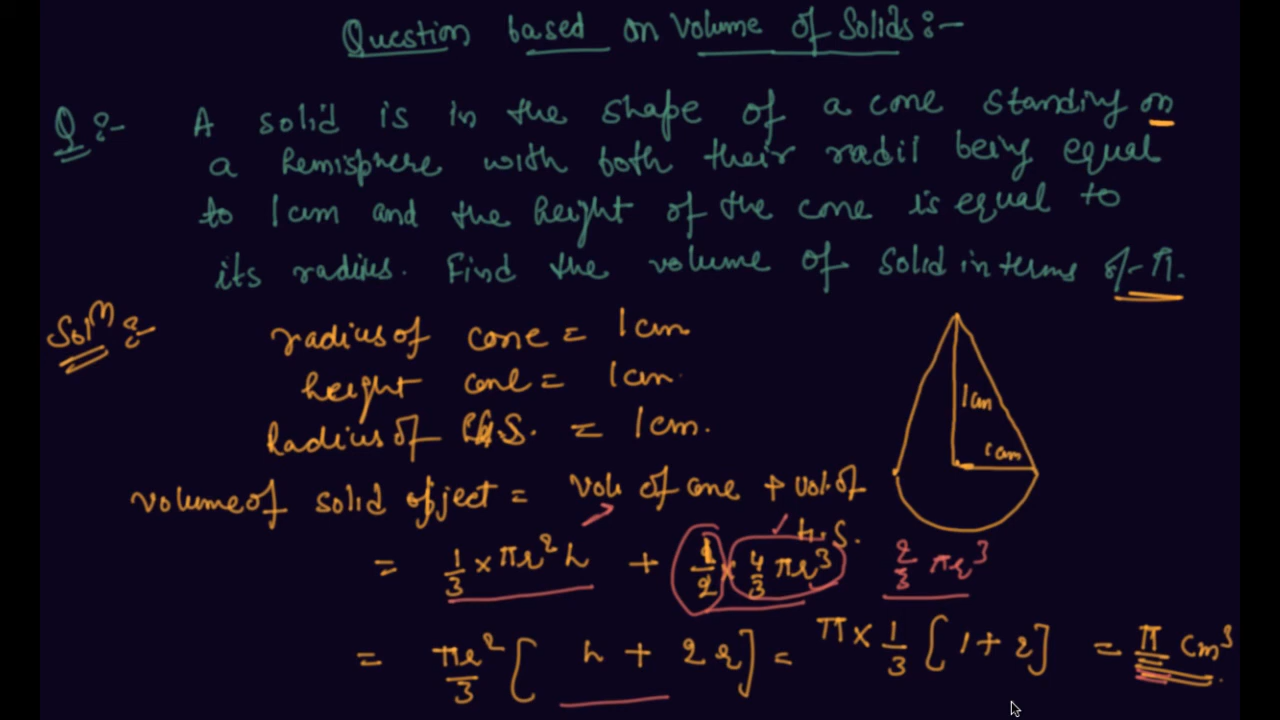 Question based on Volume of Solids:-
Q:- A solid is in the shape of a cone standing on
a hemisphere with both their radii being equal
to 1cm and the height of the cone is equal to
its radius. Find the volume of solid in terms of π.
Solⁿ:-
radius of cone = 1cm
height cone = 1cm
Radius of H.S. = 1cm.
1cm
1cm
volume of solid object = vol. of cone + vol. of
h.S.
= 1/3 × πr²h + 1/2 × 4/3 πr³
2/3 πr³
= πr²/3 [ h + 2r] = π × 1/3 [1 + 2] = π cm³.